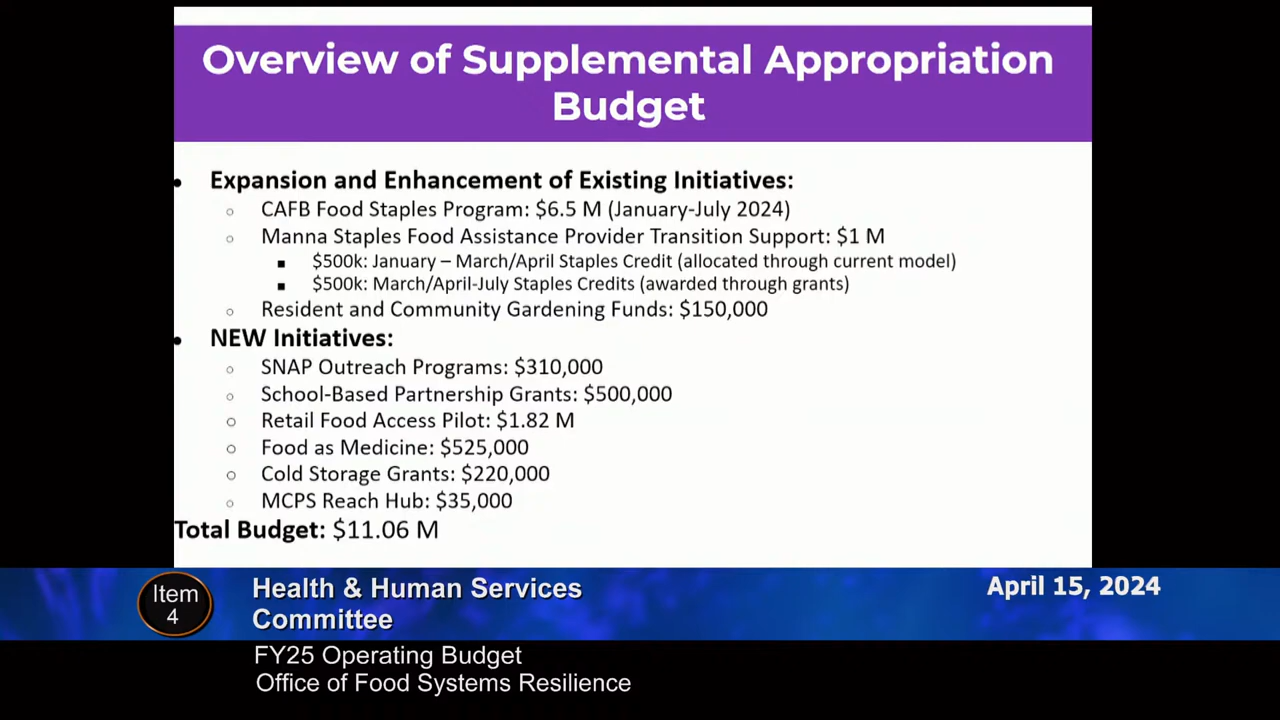 Overview of Supplemental Appropriation
Budget
• Expansion and Enhancement of Existing Initiatives:
○ CAFB Food Staples Program: $6.5 M (January-July 2024)
○ Manna Staples Food Assistance Provider Transition Support: $1 M
■ $500k: January – March/April Staples Credit (allocated through current model)
■ $500k: March/April-July Staples Credits (awarded through grants)
○ Resident and Community Gardening Funds: $150,000
• NEW Initiatives:
○ SNAP Outreach Programs: $310,000
○ School-Based Partnership Grants: $500,000
○ Retail Food Access Pilot: $1.82 M
○ Food as Medicine: $525,000
○ Cold Storage Grants: $220,000
○ MCPS Reach Hub: $35,000
Total Budget: $11.06 M
Item
4
Health & Human Services
Committee
April 15, 2024
FY25 Operating Budget
Office of Food Systems Resilience